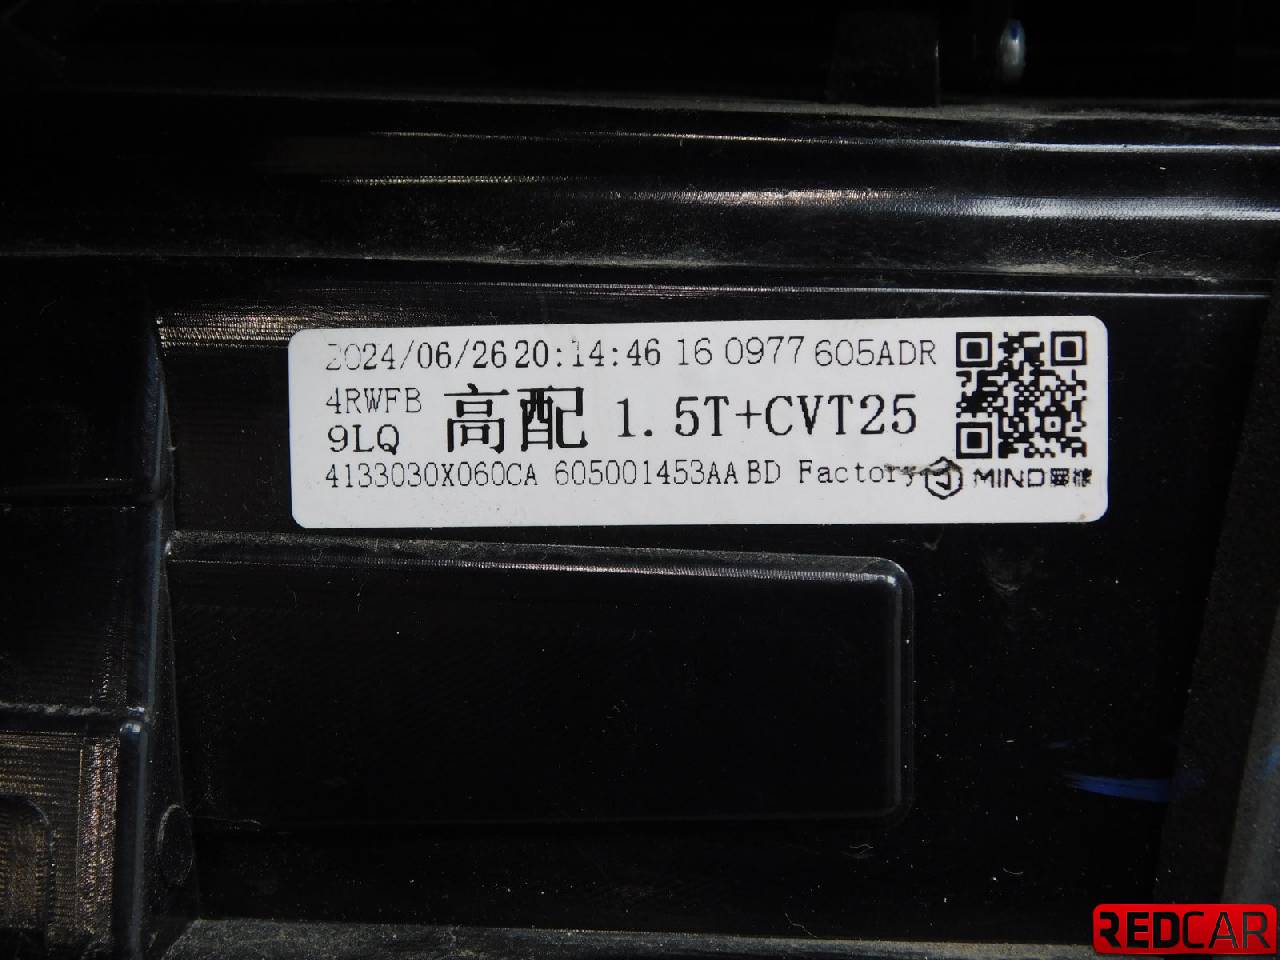 2024/06/26 20:14:46 16 0977 605ADR
4RWFB
9LQ
高配 1.5T+CVT25
4133030X060CA 605001453AA BD Factory
MIND
REDCAR